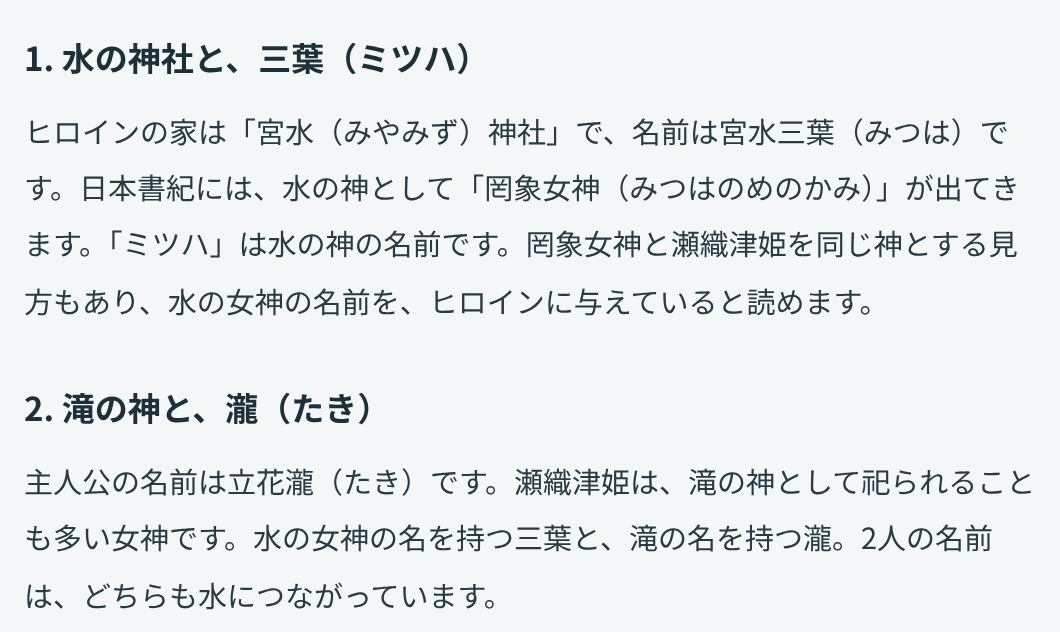 1. 水の神社と、三葉（ミツハ）
ヒロインの家は「宮水（みやみず）神社」で、名前は宮水三葉（みつは）で
す。日本書紀には、水の神として「罔象女神（みつはのめのかみ）」が出てき
ます。「ミツハ」は水の神の名前です。罔象女神と瀬織津姫を同じ神とする見
方もあり、水の女神の名前を、ヒロインに与えていると読めます。
2. 滝の神と、瀧（たき）
主人公の名前は立花瀧（たき）です。瀬織津姫は、滝の神として祀られること
も多い女神です。水の女神の名を持つ三葉と、滝の名を持つ瀧。2人の名前
は、どちらも水につながっています。